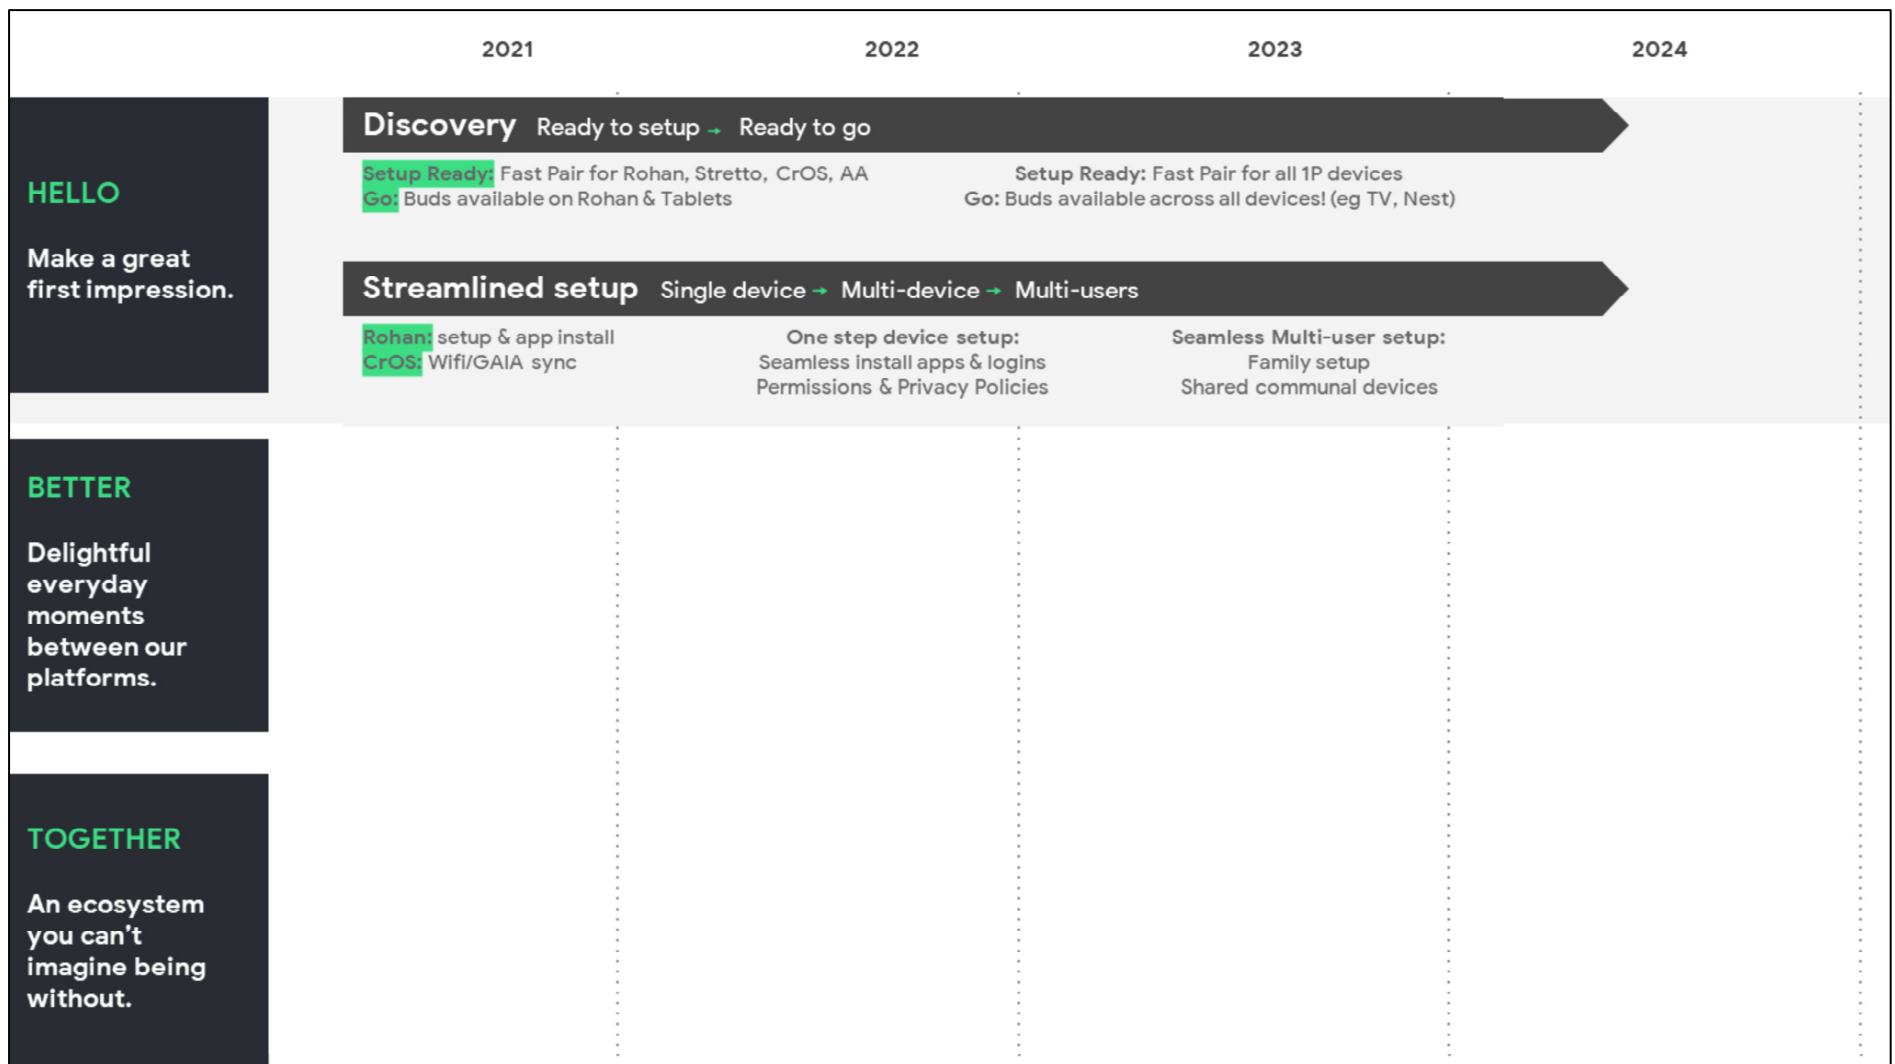 2021 2022 2023 2024
HELLO
Make a great
first impression.
Discovery Ready to setup → Ready to go
Setup Ready: Fast Pair for Rohan, Stretto, CrOS, AA
Go: Buds available on Rohan & Tablets
Setup Ready: Fast Pair for all 1P devices
Go: Buds available across all devices! (eg TV, Nest)
Streamlined setup Single device → Multi-device → Multi-users
Rohan: setup & app install
CrOS: Wifi/GAIA sync
One step device setup:
Seamless install apps & logins
Permissions & Privacy Policies
Seamless Multi-user setup:
Family setup
Shared communal devices
BETTER
Delightful
everyday
moments
between our
platforms.
TOGETHER
An ecosystem
you can't
imagine being
without.